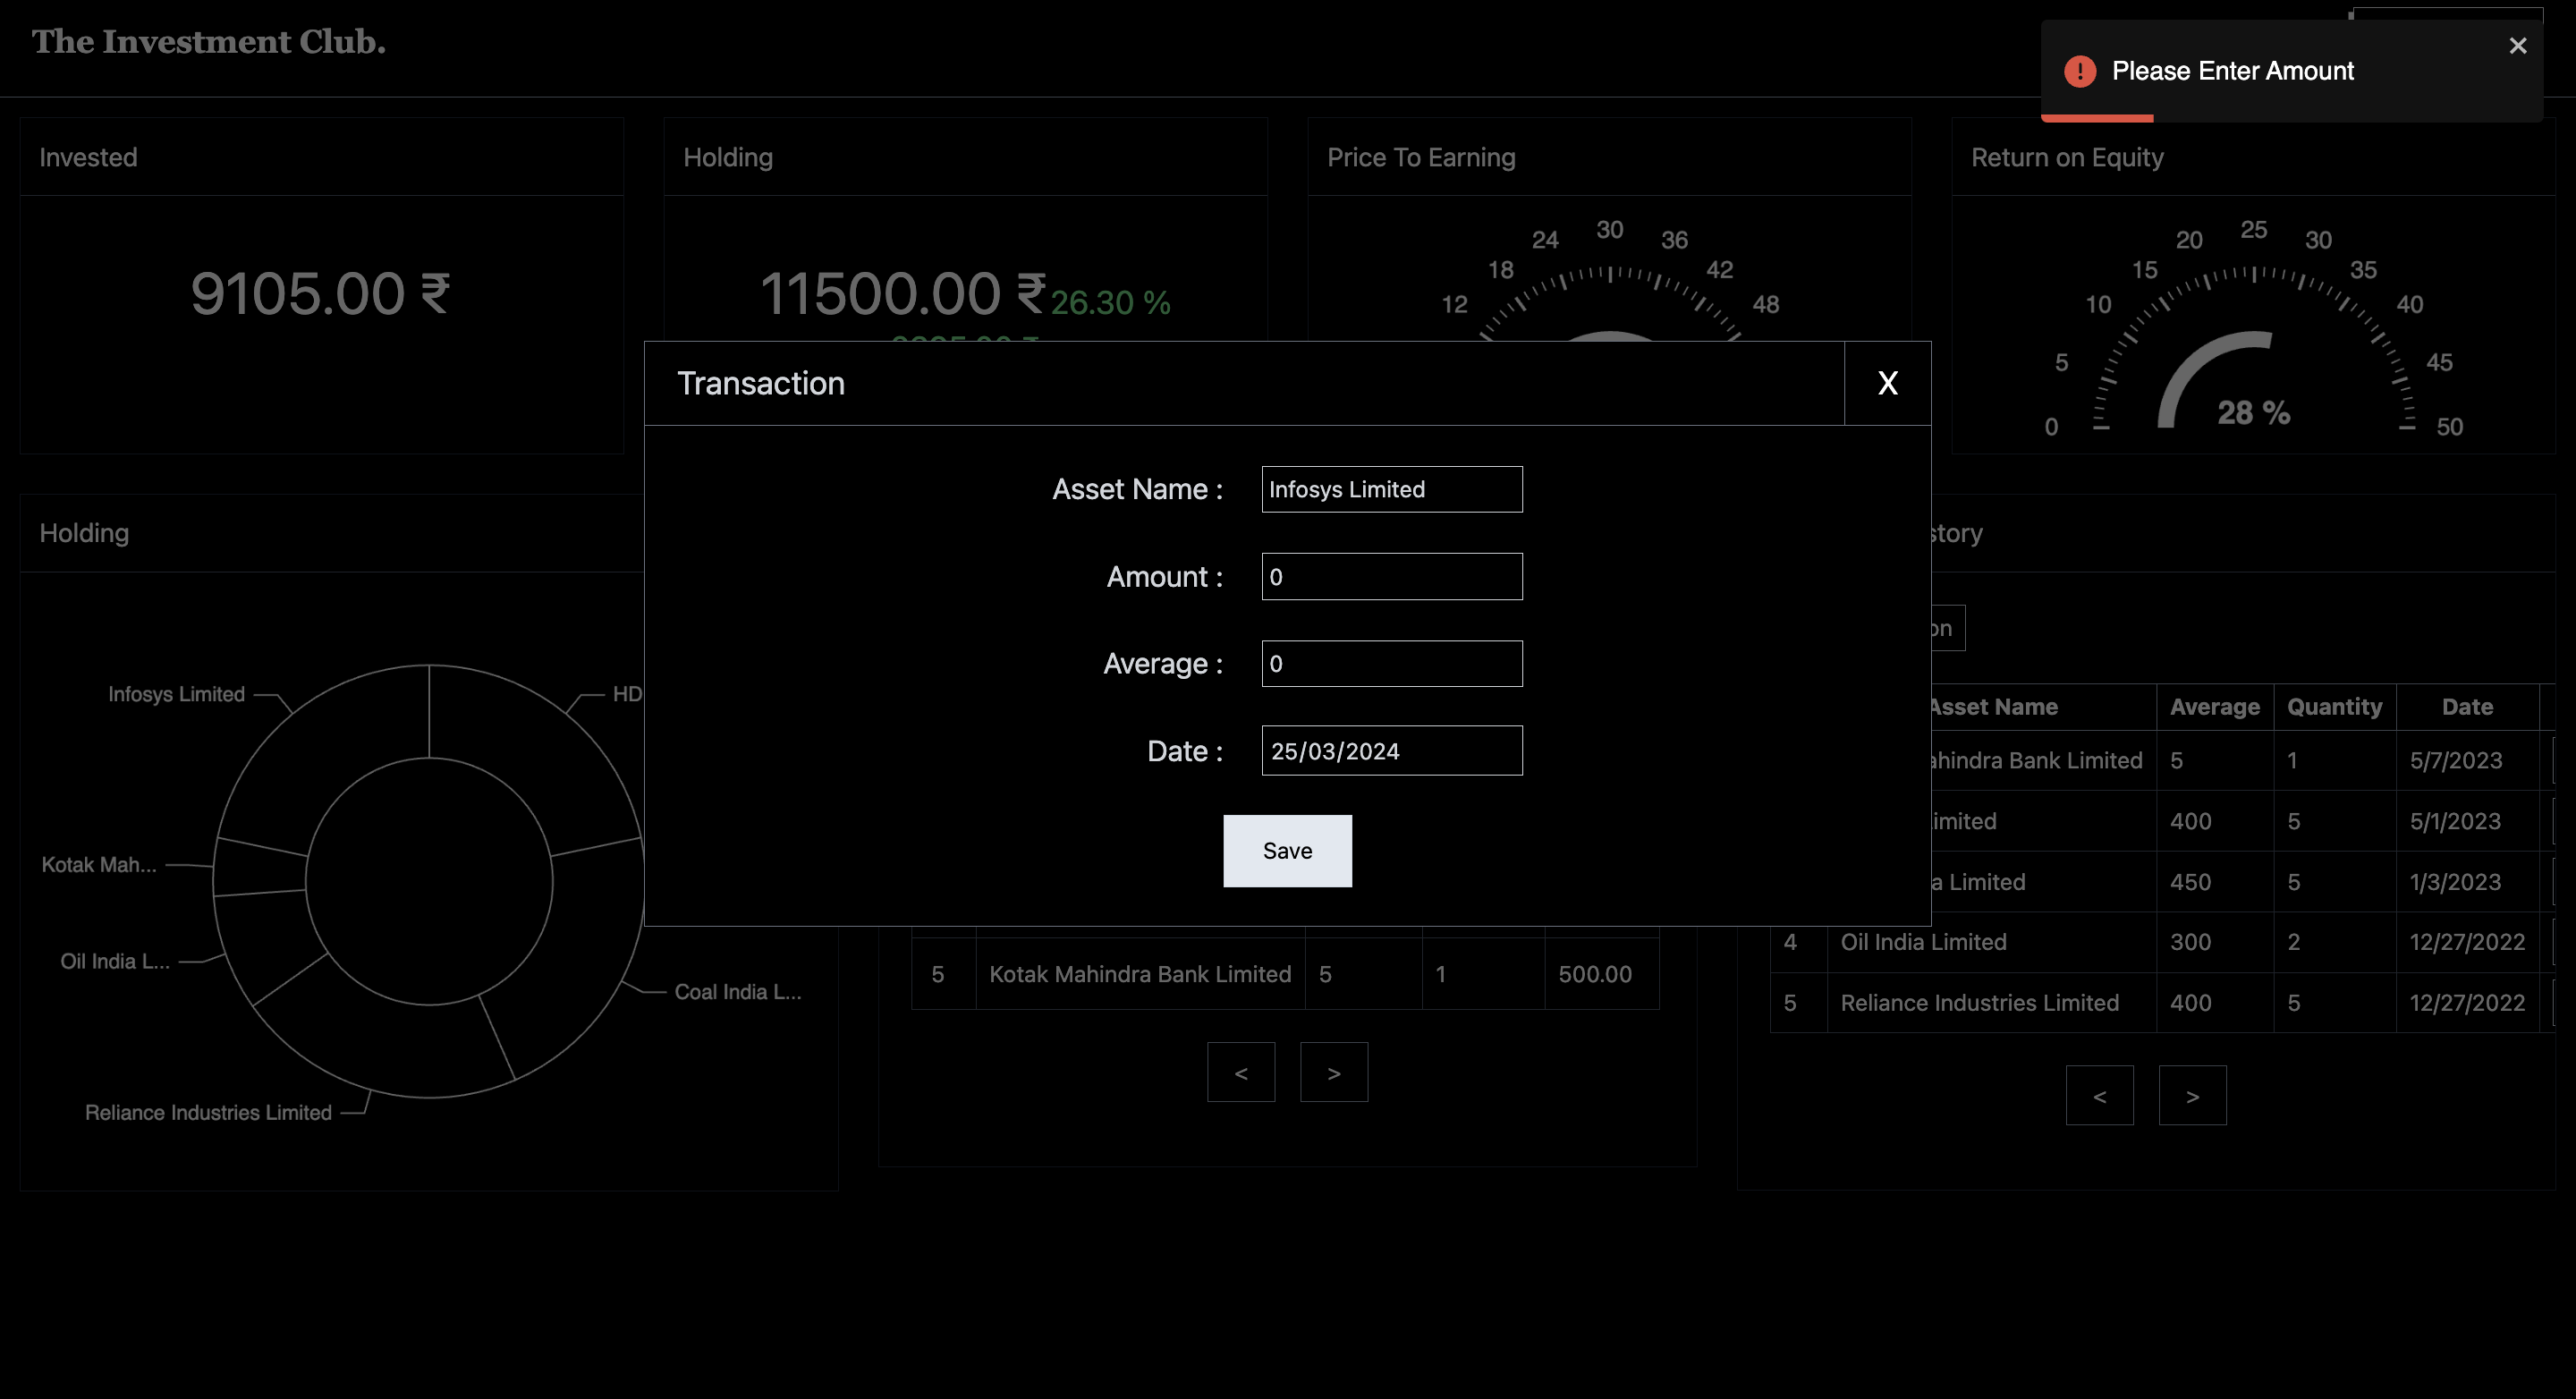 The Investment Club.
Please Enter Amount
Invested
Holding
Price To Earning
Return on Equity
9105.00 ₹
11500.00 ₹ 26.30 %
12 18 24 30 36 42 48
0 5 10 15 20 25 30 35 40 45 50
28 %
Transaction
X
Asset Name : Infosys Limited
Amount : 0
Average : 0
Date : 25/03/2024
Save
Holding
Infosys Limited
HD
Kotak Mah...
Oil India L...
Coal India L...
Reliance Industries Limited
5 Kotak Mahindra Bank Limited 5 1 500.00
< >
story
on
Asset Name Average Quantity Date
ahindra Bank Limited 5 1 5/7/2023
imited 400 5 5/1/2023
a Limited 450 5 1/3/2023
4 Oil India Limited 300 2 12/27/2022
5 Reliance Industries Limited 400 5 12/27/2022
< >